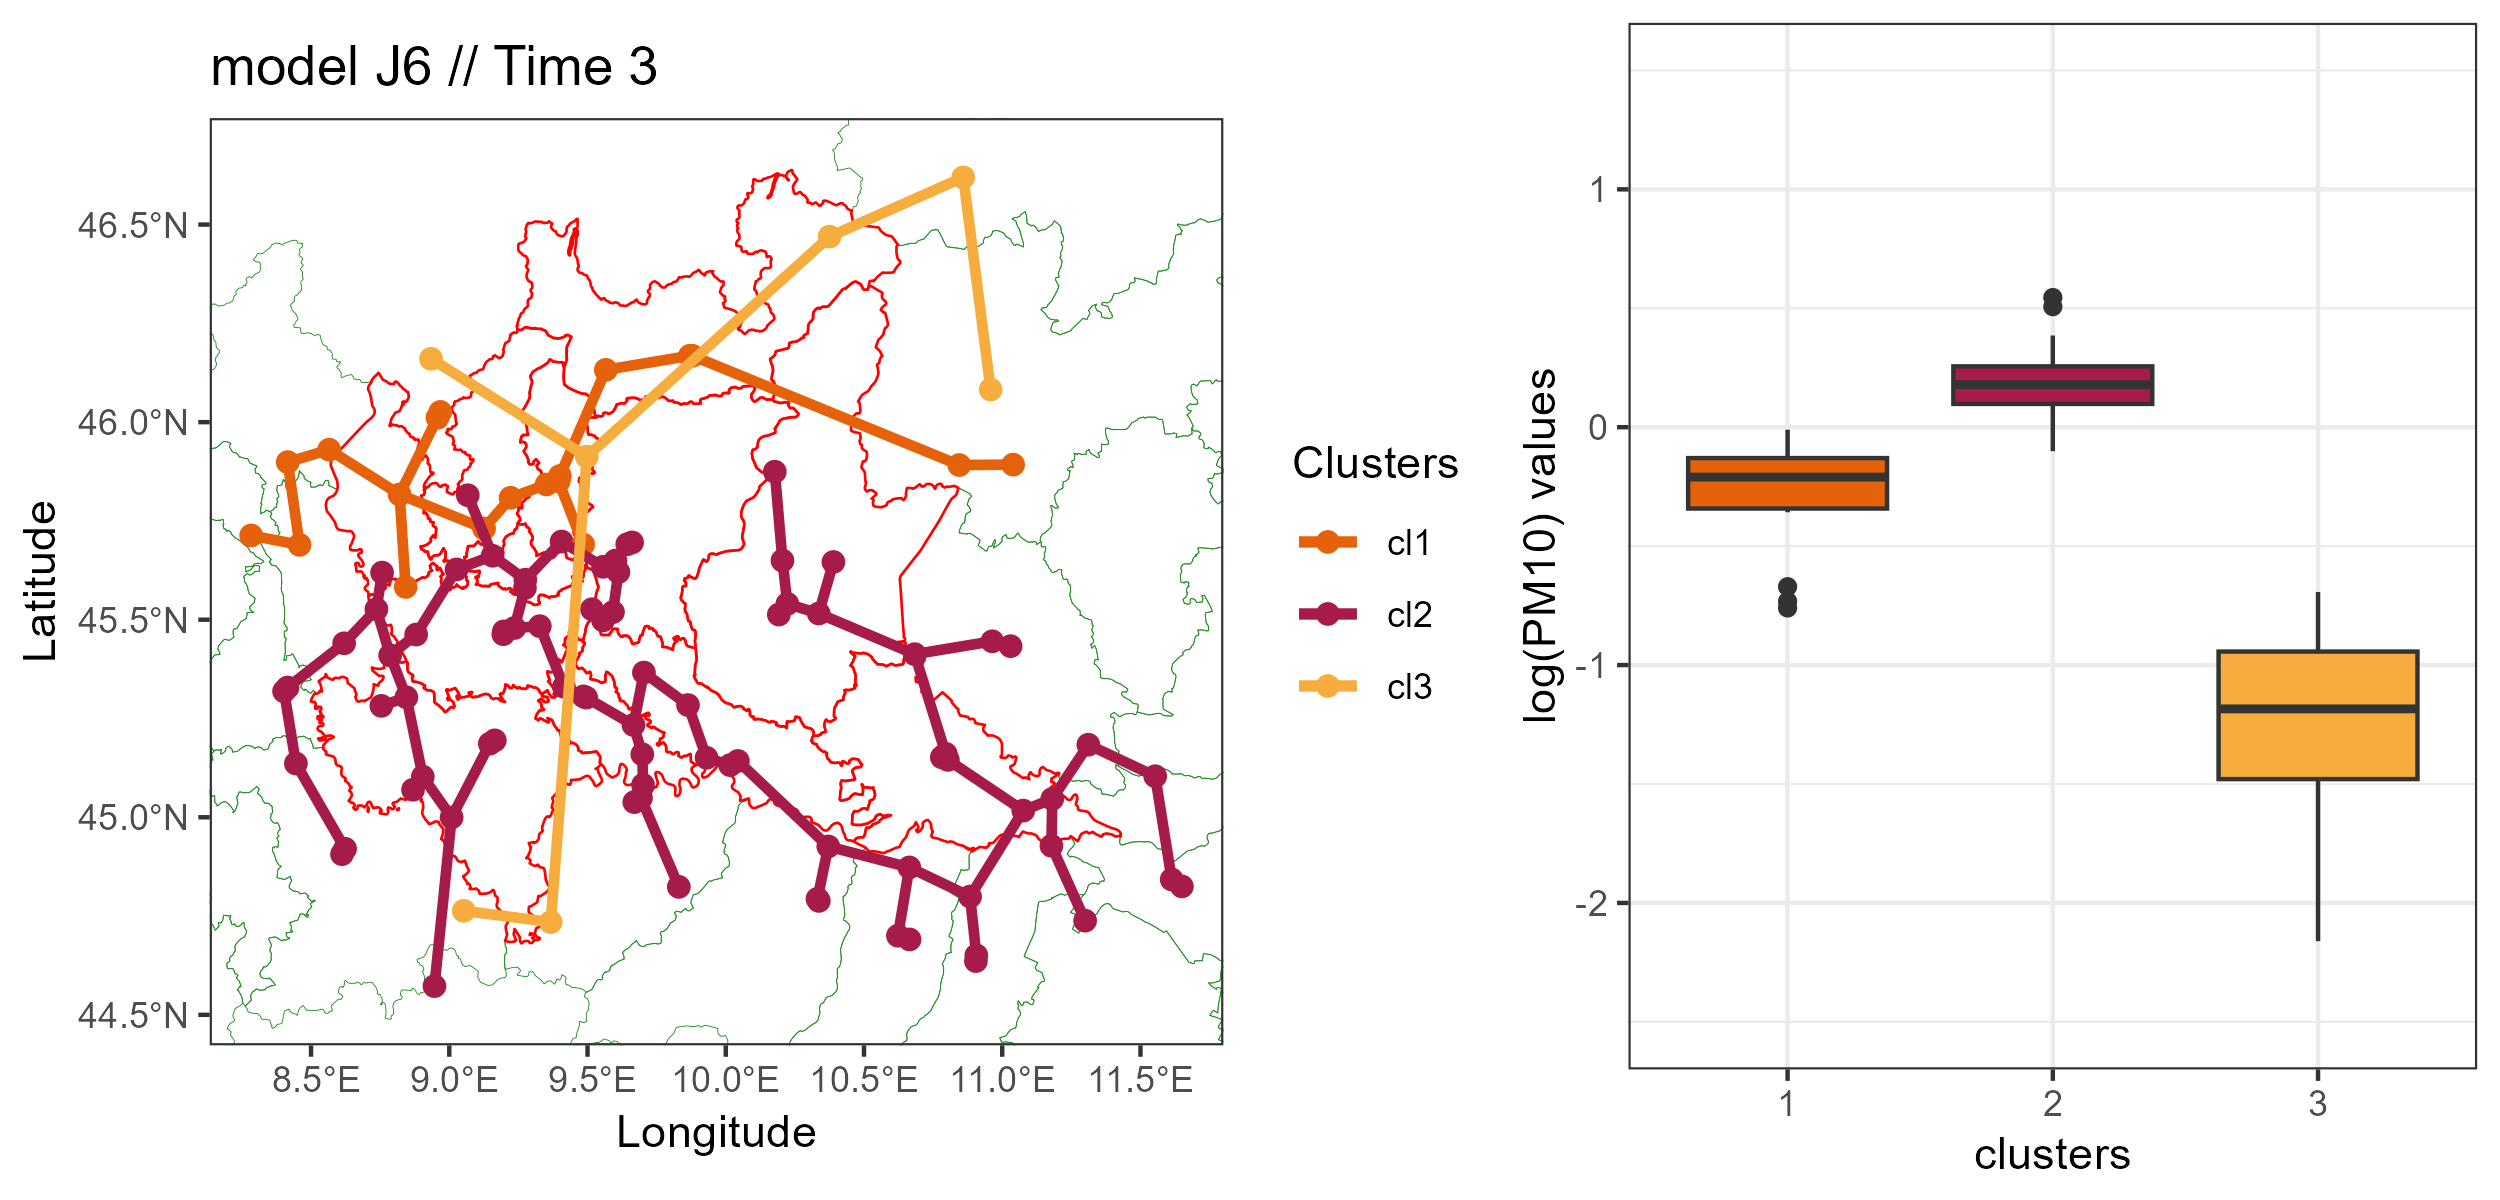 model J6 // Time 3
Latitude
46.5°N
46.0°N
45.5°N
45.0°N
44.5°N
8.5°E 9.0°E 9.5°E 10.0°E 10.5°E 11.0°E 11.5°E
Longitude
Clusters
cl1
cl2
cl3
log(PM10) values
1
0
-1
-2
1 2 3
clusters